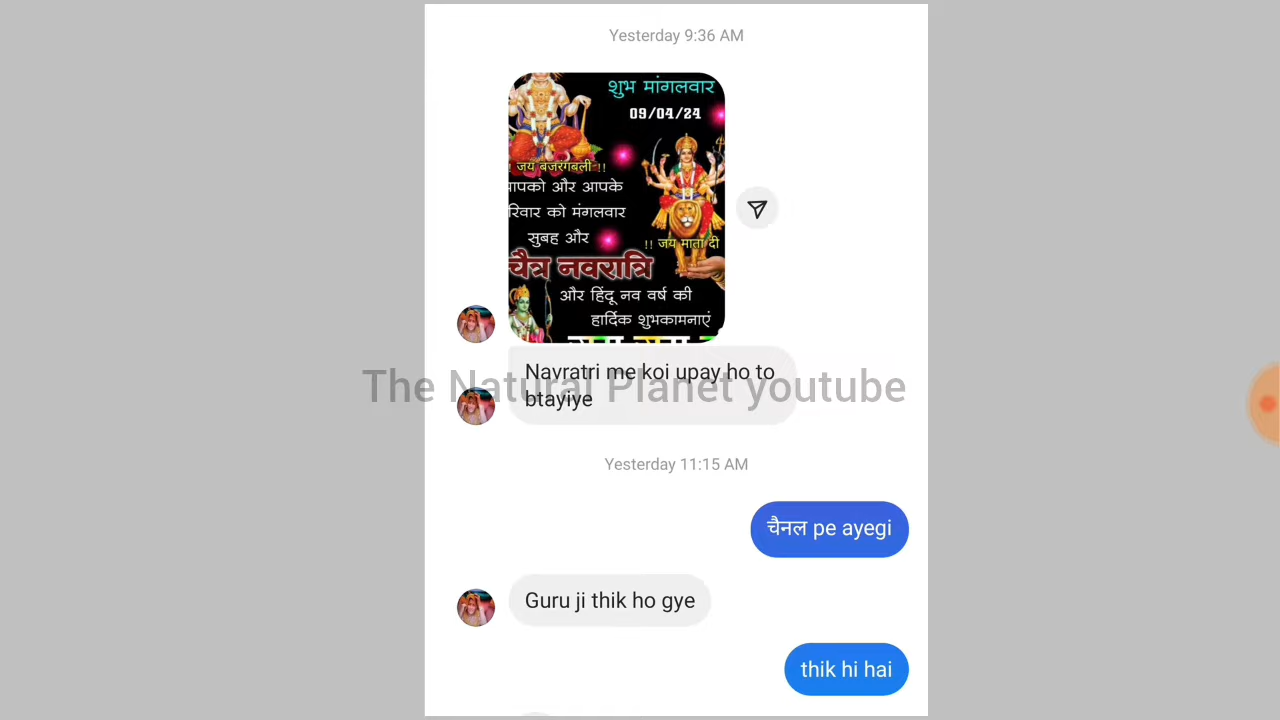 Yesterday 9:36 AM
शुभ मांगलवार
09/04/24
! जय बजरंगबली !!
आपको और आपके
रिवार को मंगलवार
सुबह और
!! जय माता दी
चैत्र नवरात्रि
और हिंदू नव वर्ष की
हार्दिक शुभकामनाएं
Navratri me koi upay ho to
btayiye
The Natural Planet youtube
Yesterday 11:15 AM
चैनल pe ayegi
Guru ji thik ho gye
thik hi hai